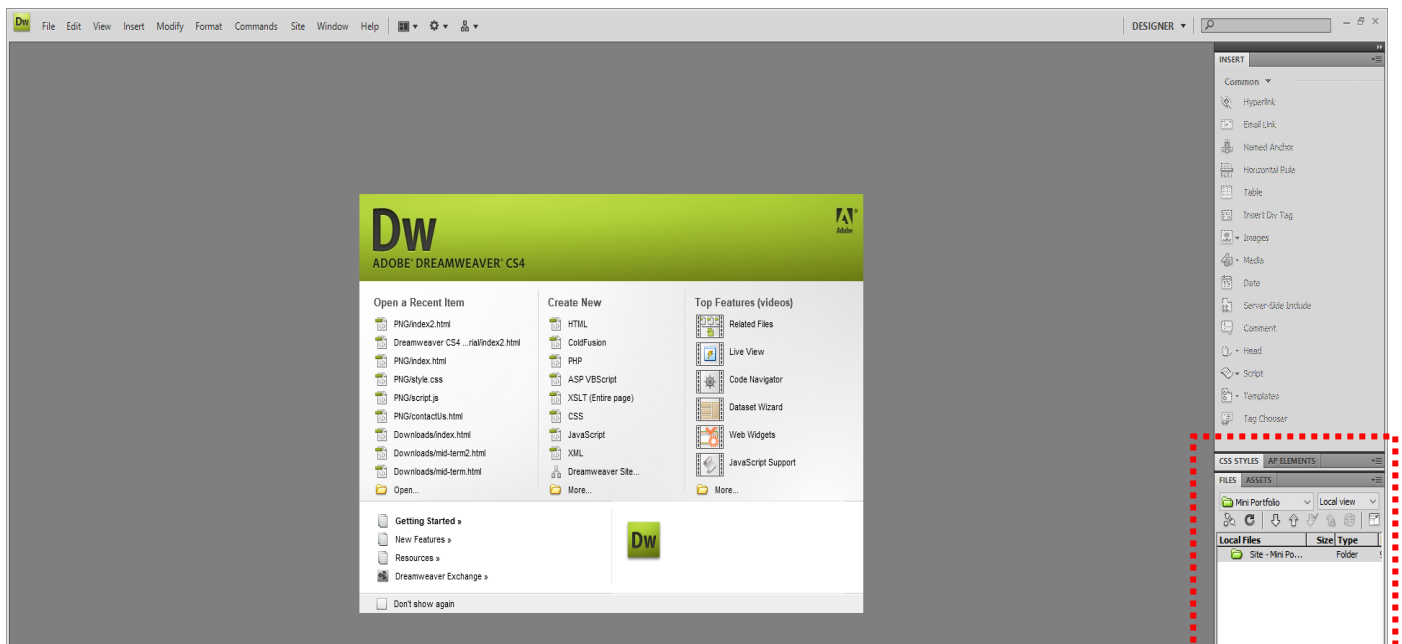 Dw File Edit View Insert Modify Format Commands Site Window Help DESIGNER
INSERT
Common
Hyperlink
Email Link
Named Anchor
Horizontal Rule
Table
Insert Div Tag
Images
Media
Date
Server-Side Include
Comment
Head
Script
Templates
Tag Chooser
Dw
ADOBE® DREAMWEAVER® CS4
Adobe
Open a Recent Item
PNG/index2.html
Dreamweaver CS4 ...rial/index2.html
PNG/index.html
PNG/style.css
PNG/script.js
PNG/contactUs.html
Downloads/index.html
Downloads/mid-term2.html
Downloads/mid-term.html
Open...
Create New
HTML
ColdFusion
PHP
ASP VBScript
XSLT (Entire page)
CSS
JavaScript
XML
Dreamweaver Site...
More...
Top Features (videos)
Related Files
Live View
Code Navigator
Dataset Wizard
Web Widgets
JavaScript Support
More...
Getting Started »
New Features »
Resources »
Dreamweaver Exchange »
Dw
Don't show again
CSS STYLES AP ELEMENTS
FILES ASSETS
Mini Portfolio Local view
Local Files Size Type
Site - Mini Po... Folder